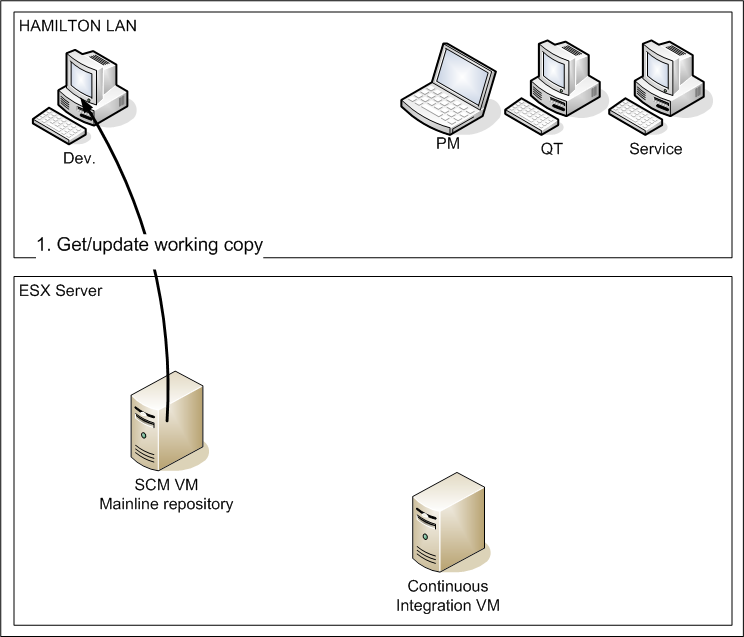 HAMILTON LAN
Dev.
PM
QT
Service
1. Get/update working copy
ESX Server
SCM VM
Mainline repository
Continuous
Integration VM